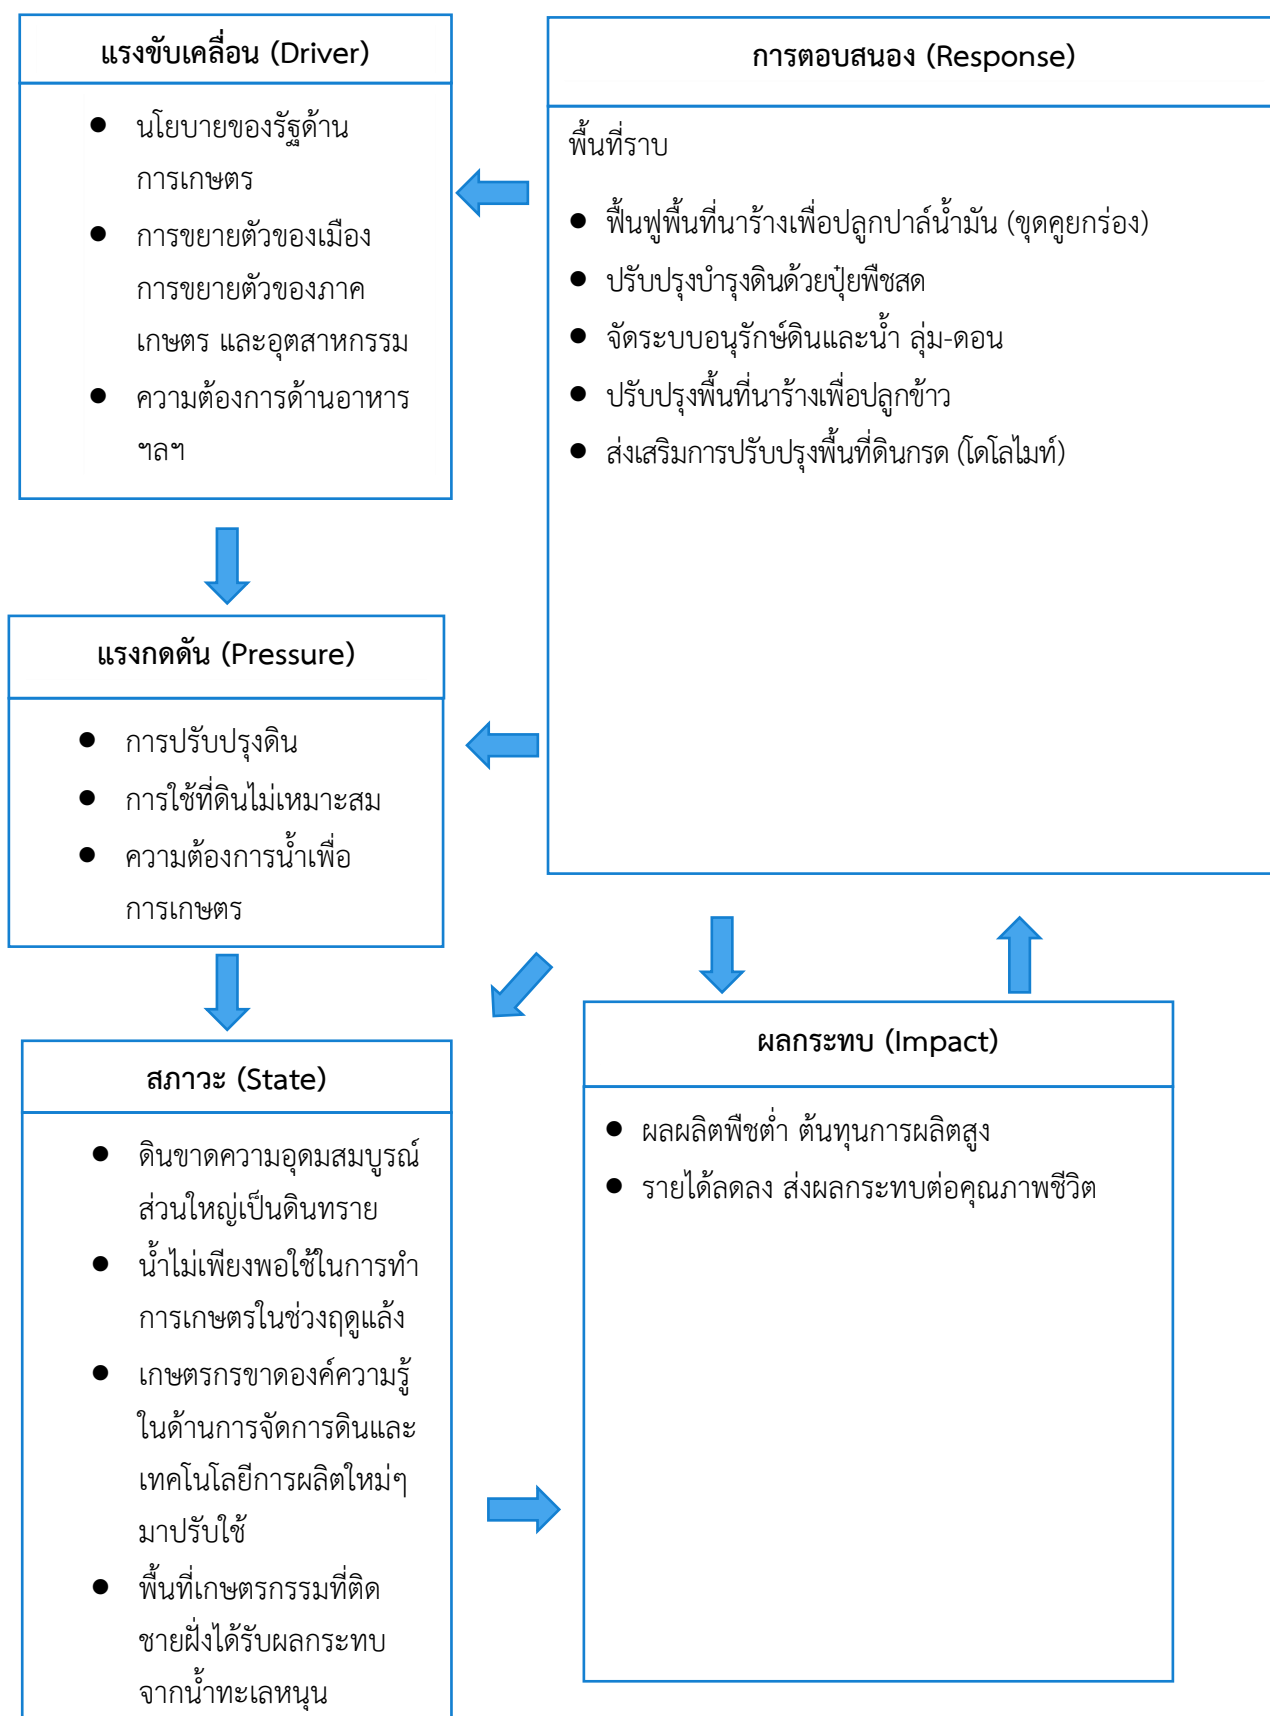 แรงขับเคลื่อน (Driver)
● นโยบายของรัฐด้าน
การเกษตร
● การขยายตัวของเมือง
การขยายตัวของภาค
เกษตร และอุตสาหกรรม
● ความต้องการด้านอาหาร
ฯลฯ
การตอบสนอง (Response)
พื้นที่ราบ
● ฟื้นฟูพื้นที่นาร้างเพื่อปลูกปาล์น้ำมัน (ขุดคูยกร่อง)
● ปรับปรุงบำรุงดินด้วยปุ๋ยพืชสด
● จัดระบบอนุรักษ์ดินและน้ำ ลุ่ม-ดอน
● ปรับปรุงพื้นที่นาร้างเพื่อปลูกข้าว
● ส่งเสริมการปรับปรุงพื้นที่ดินกรด (โดโลไมท์)
แรงกดดัน (Pressure)
● การปรับปรุงดิน
● การใช้ที่ดินไม่เหมาะสม
● ความต้องการน้ำเพื่อ
การเกษตร
สภาวะ (State)
● ดินขาดความอุดมสมบูรณ์
ส่วนใหญ่เป็นดินทราย
● น้ำไม่เพียงพอใช้ในการทำ
การเกษตรในช่วงฤดูแล้ง
● เกษตรกรขาดองค์ความรู้
ในด้านการจัดการดินและ
เทคโนโลยีการผลิตใหม่ๆ
มาปรับใช้
● พื้นที่เกษตรกรรมที่ติด
ชายฝั่งได้รับผลกระทบ
จากน้ำทะเลหนุน
ผลกระทบ (Impact)
● ผลผลิตพืชต่ำ ต้นทุนการผลิตสูง
● รายได้ลดลง ส่งผลกระทบต่อคุณภาพชีวิต